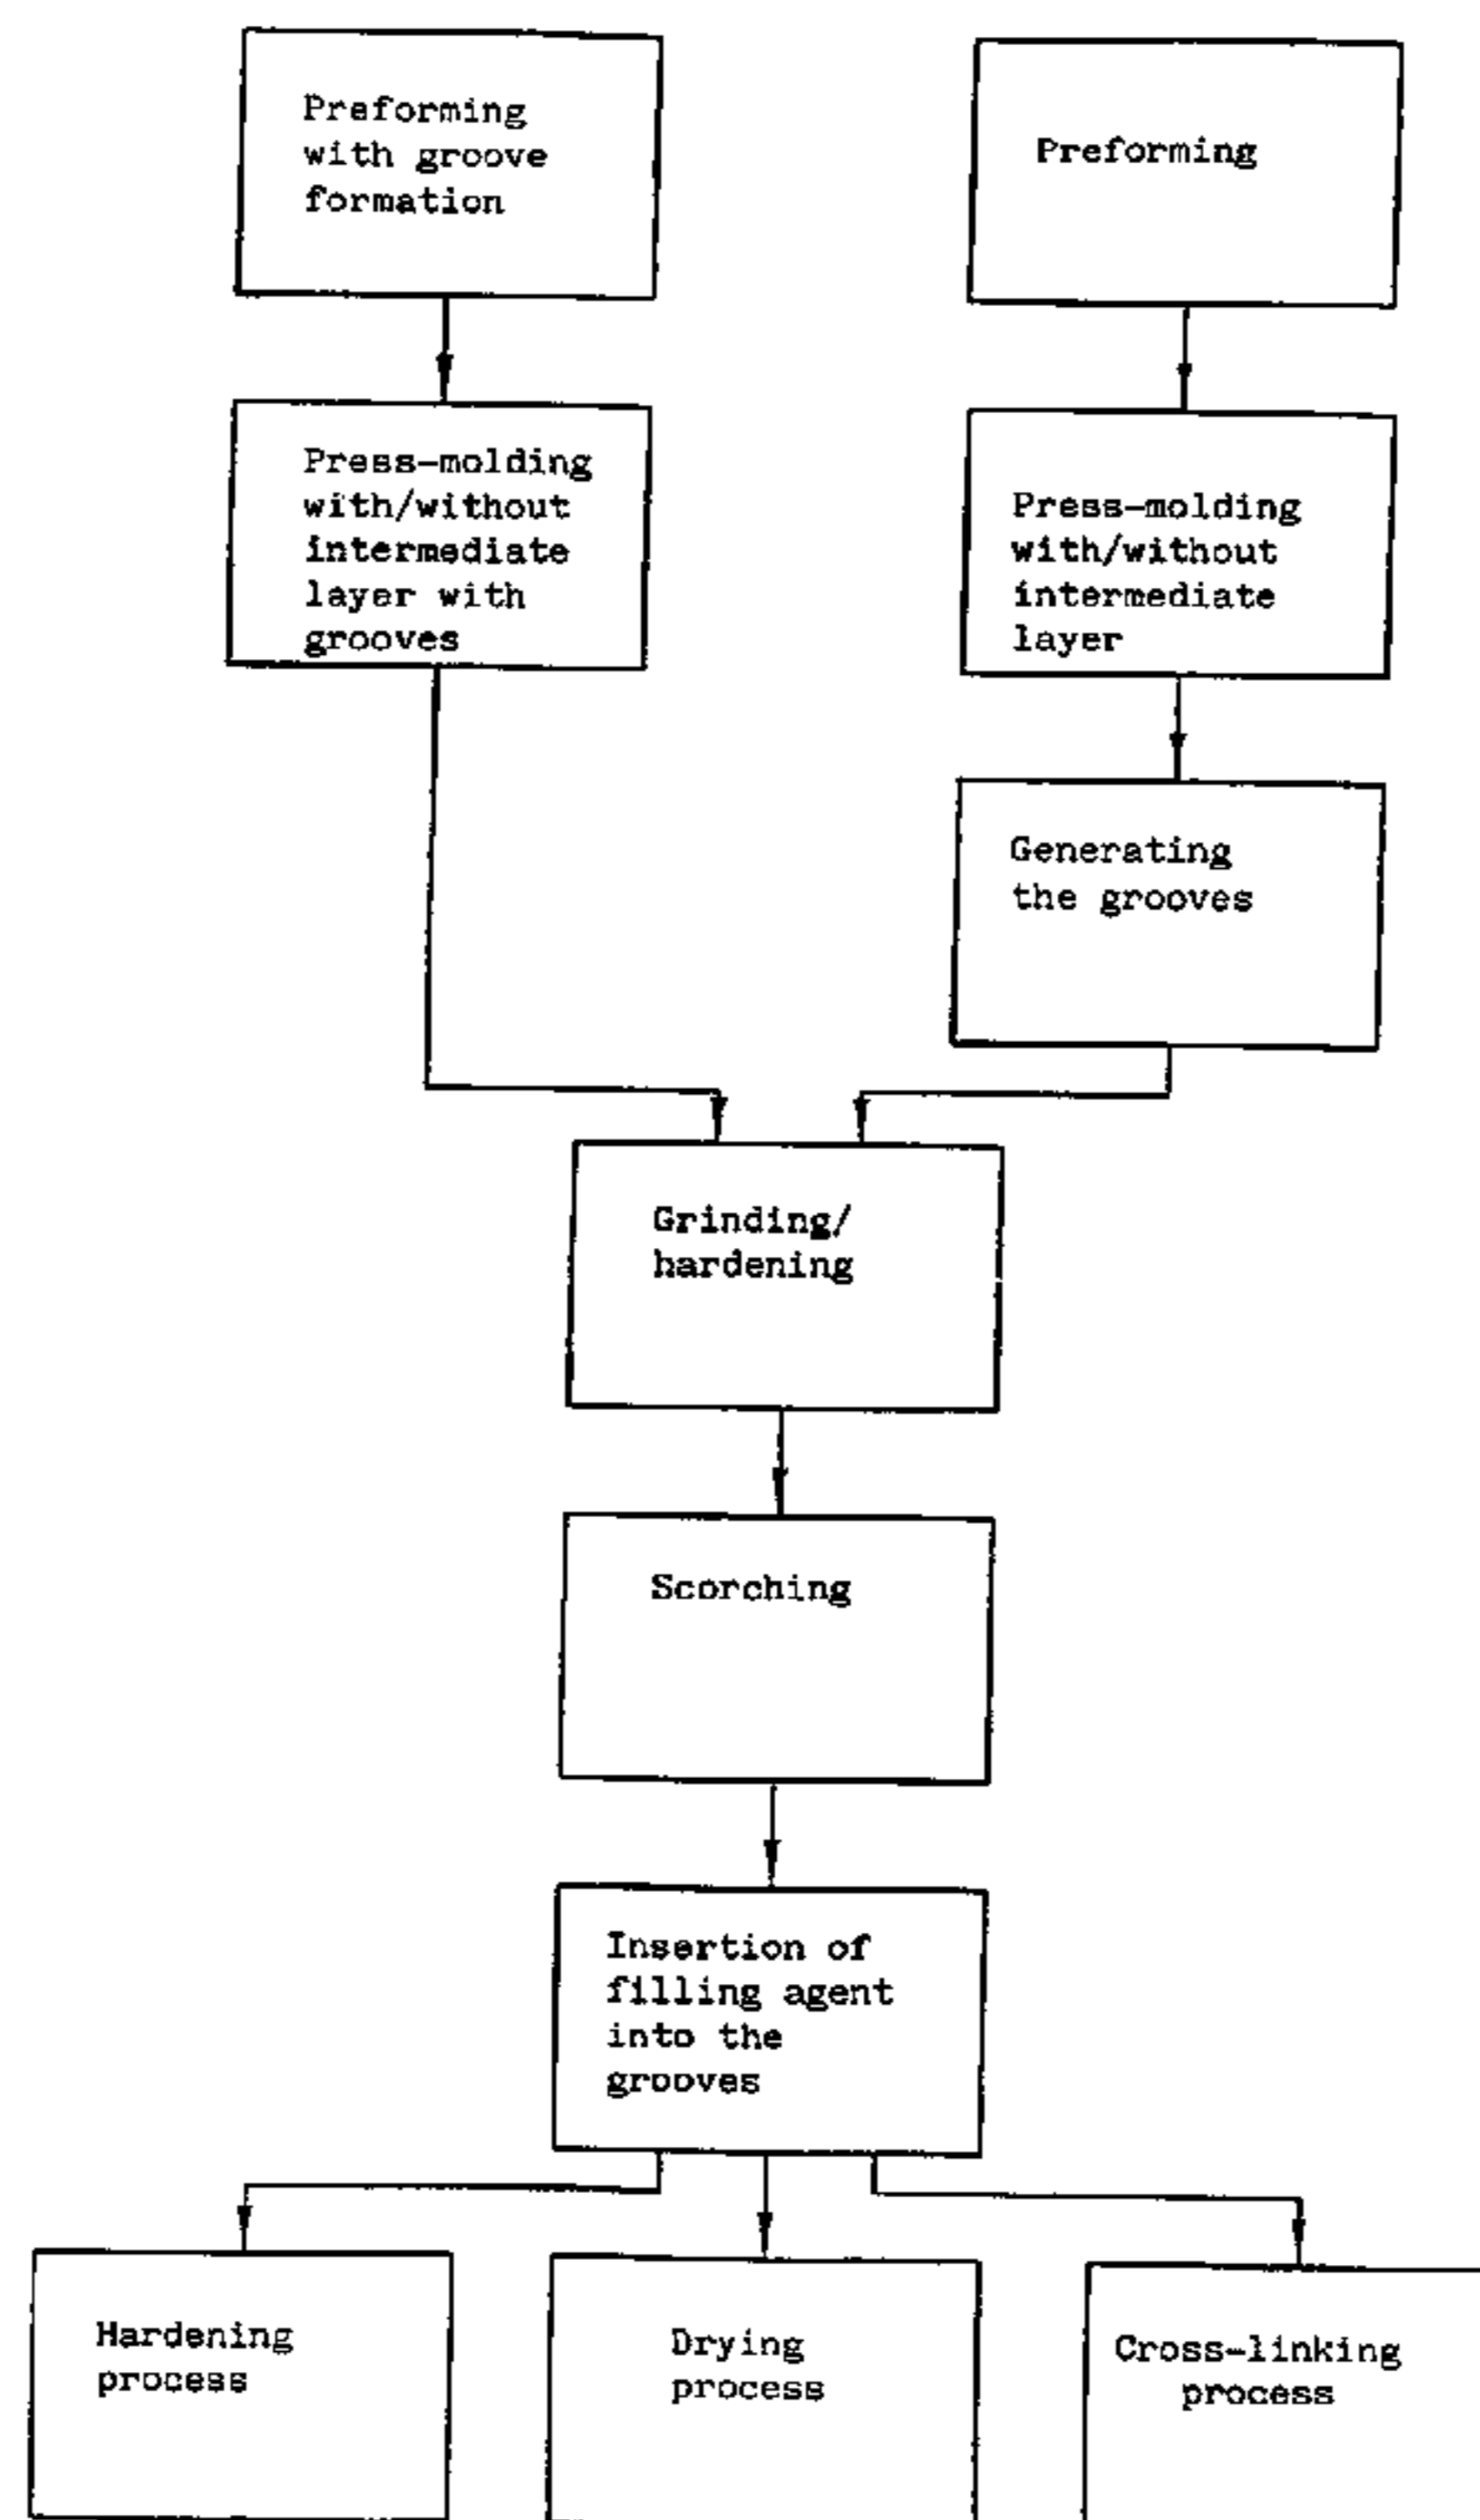 Preforming
with groove
formation
Preforming
Press-molding
with/without
intermediate
layer with
grooves
Press-molding
with/without
intermediate
layer
Generating
the grooves
Grinding/
hardening
Scorching
Insertion of
filling agent
into the
grooves
Hardening
process
Drying
process
Cross-linking
process